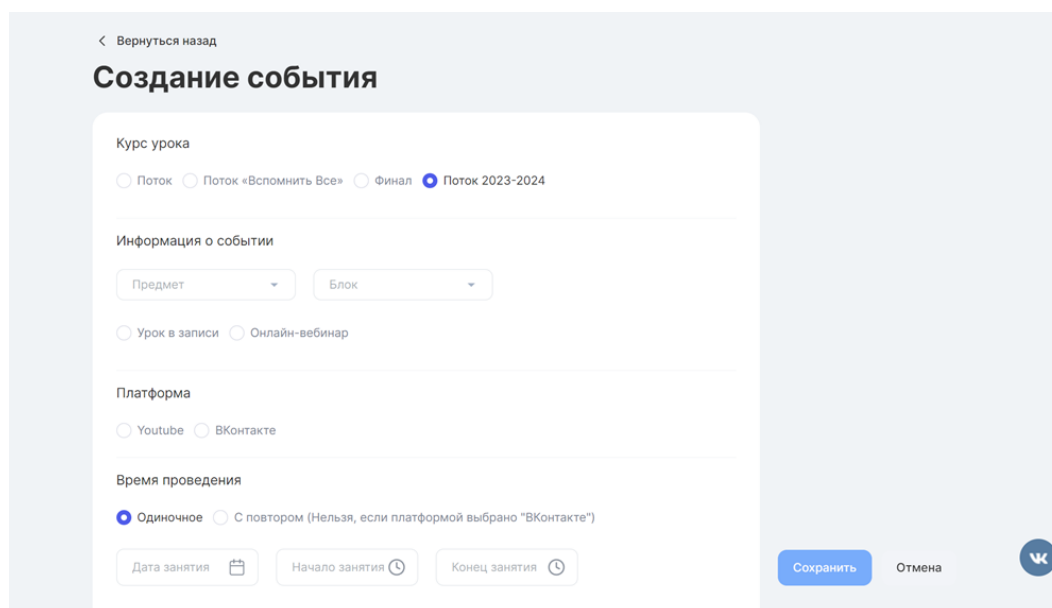 Вернуться назад
Создание события
Курс урока
Поток Поток «Вспомнить Все» Финал Поток 2023-2024
Информация о событии
Предмет Блок
Урок в записи Онлайн-вебинар
Платформа
Youtube ВКонтакте
Время проведения
Одиночное С повтором (Нельзя, если платформой выбрано "ВКонтакте")
Дата занятия Начало занятия Конец занятия
Сохранить Отмена